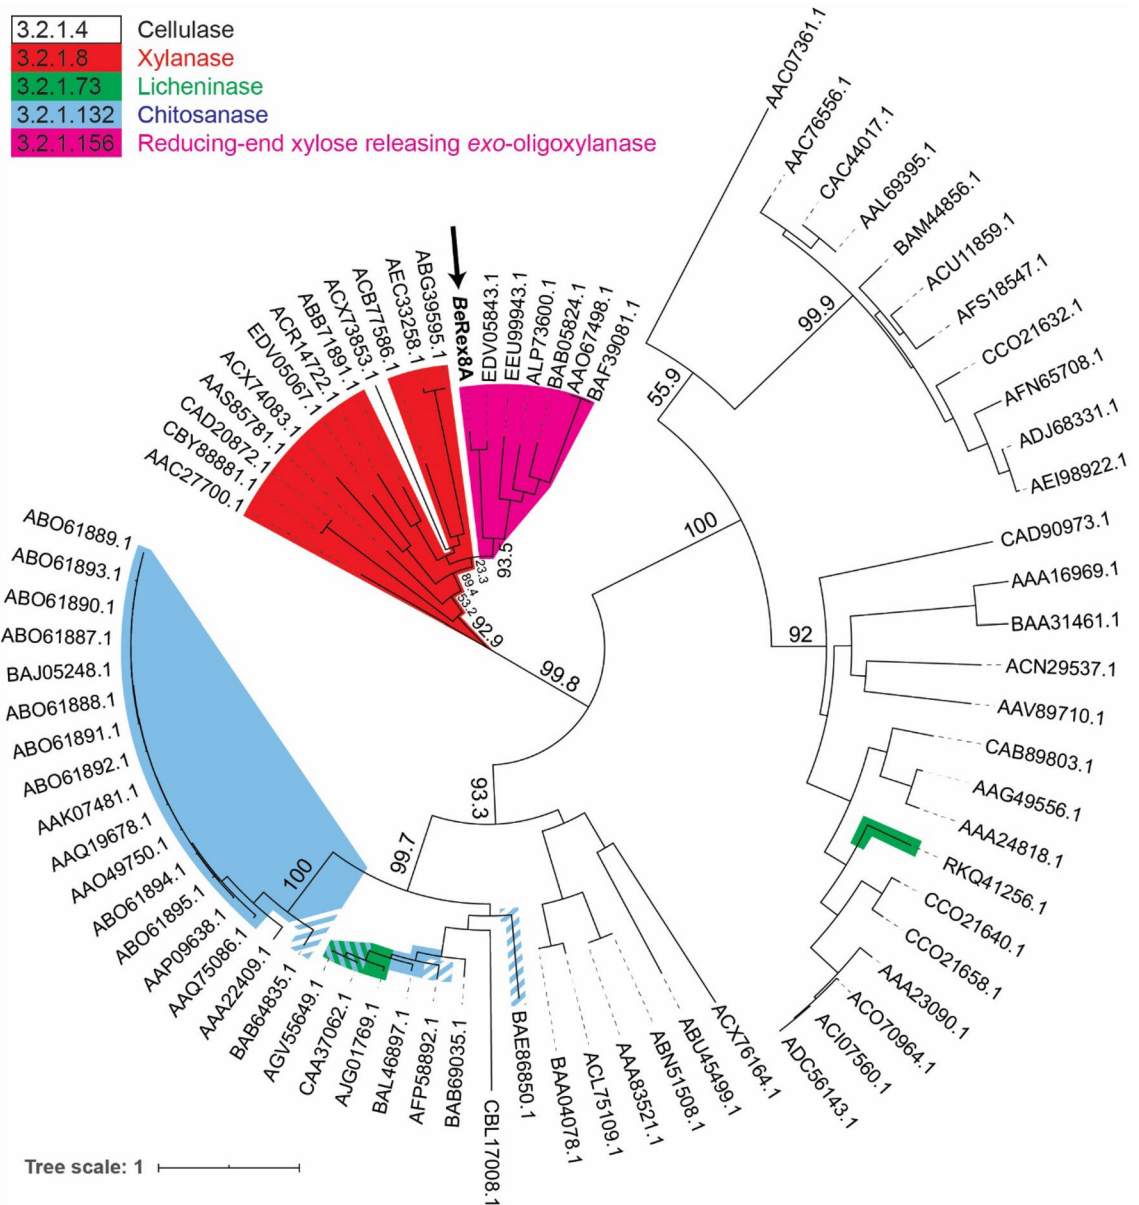 3.2.1.4 Cellulase
3.2.1.8 Xylanase
3.2.1.73 Licheninase
3.2.1.132 Chitosanase
3.2.1.156 Reducing-end xylose releasing exo-oligoxylanase
AAC07361.1
AAC76556.1
CAC44017.1
AAL69395.1
BAM44856.1
ACU11859.1
AFS18547.1
CCO21632.1
AFN65708.1
ADJ68331.1
AEI98922.1
CAD90973.1
AAA16969.1
BAA31461.1
ACN29537.1
AAV89710.1
CAB89803.1
AAG49556.1
AAA24818.1
RKQ41256.1
CCO21640.1
CCO21658.1
AAA23090.1
ACO70964.1
ACI07560.1
ADC56143.1
ACX76164.1
ABU45499.1
ABN51508.1
AAA83521.1
ACL75109.1
BAA04078.1
BAE86850.1
CBL17008.1
BAB69035.1
AFP58892.1
BAL46897.1
AJG01769.1
CAA37062.1
AGV55649.1
BAB64835.1
AAA22409.1
AAQ75086.1
AAP09638.1
ABO61895.1
ABO61894.1
AAO49750.1
AAQ19678.1
AAK07481.1
ABO61892.1
ABO61891.1
ABO61888.1
BAJ05248.1
ABO61887.1
ABO61890.1
ABO61893.1
ABO61889.1
AAC27700.1
CBY88881.1
CAD20872.1
AAS85781.1
ACX74083.1
EDV05067.1
ACR14722.1
ABB71891.1
ACX73853.1
ACB77586.1
AEC33258.1
ABG39595.1
BeRex8A
EDV05843.1
EEU99943.1
ALP73600.1
BAB05824.1
AAO67498.1
BAF39081.1
99.9
55.9
100
92
93.5
23.3
89.4
53.2
92.9
99.8
93.3
99.7
100
Tree scale: 1